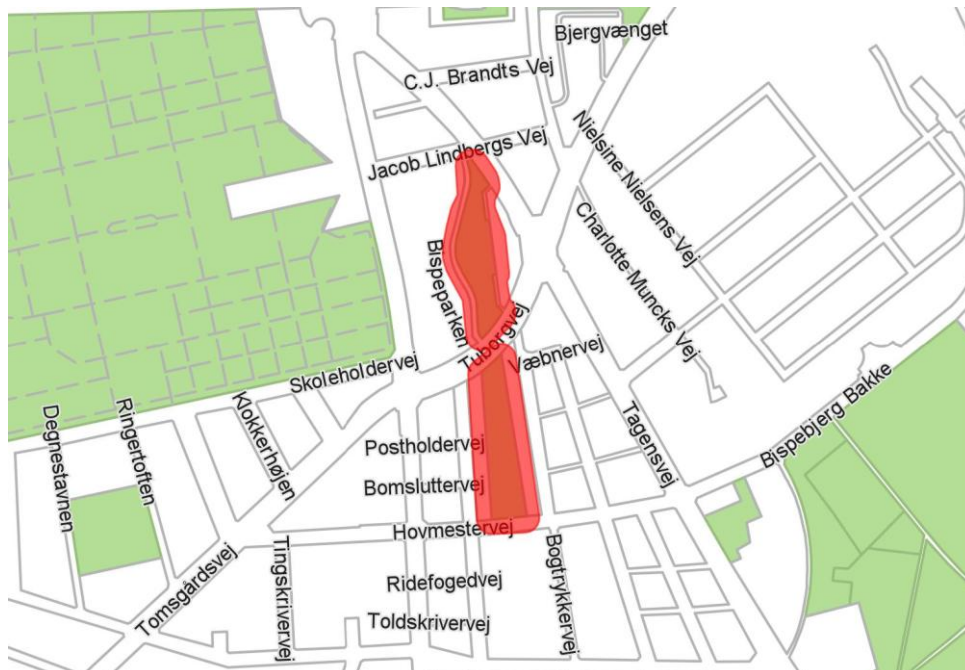 Bjergvænget
C.J. Brandts Vej
Jacob Lindbergs Vej
Nielsine Nielsens Vej
Charlotte Muncks Vej
Bispeparken
Tuborgvej
Væbnervej
Skoleholdervej
Bispebjerg Bakke
Degnestavnen
Ringertoften
Klokkerhøjen
Tagensvej
Postholdervej
Bomsluttervej
Hovmestervej
Tomsgårdsvej
Tingskrivervej
Ridefogedvej
Bogtrykkervej
Toldskrivervej